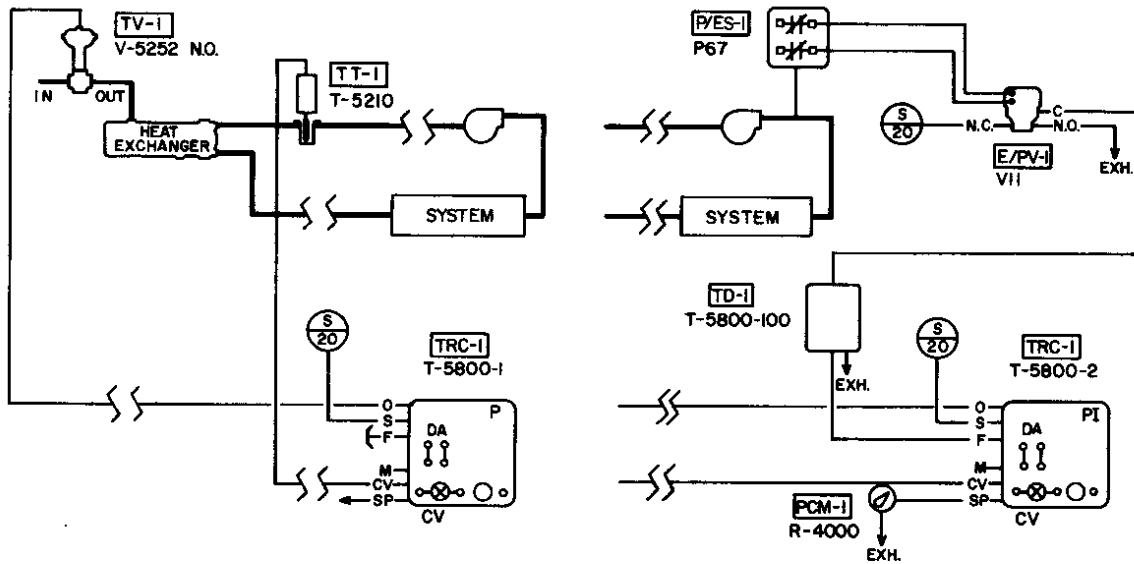 TV-1
V-5252 N.O.
IN
OUT
HEAT
EXCHANGER
TT-1
T-5210
SYSTEM
P/ES-1
P67
S
20
N.C.
C
N.O.
E/PV-1
V11
EXH.
SYSTEM
TD-1
T-5800-100
EXH.
S
20
TRC-1
T-5800-1
O
S
F
M
CV
SP
P
DA
CV
S
20
TRC-1
T-5800-2
O
S
F
M
CV
SP
PI
DA
CV
PCM-1
R-4000
EXH.